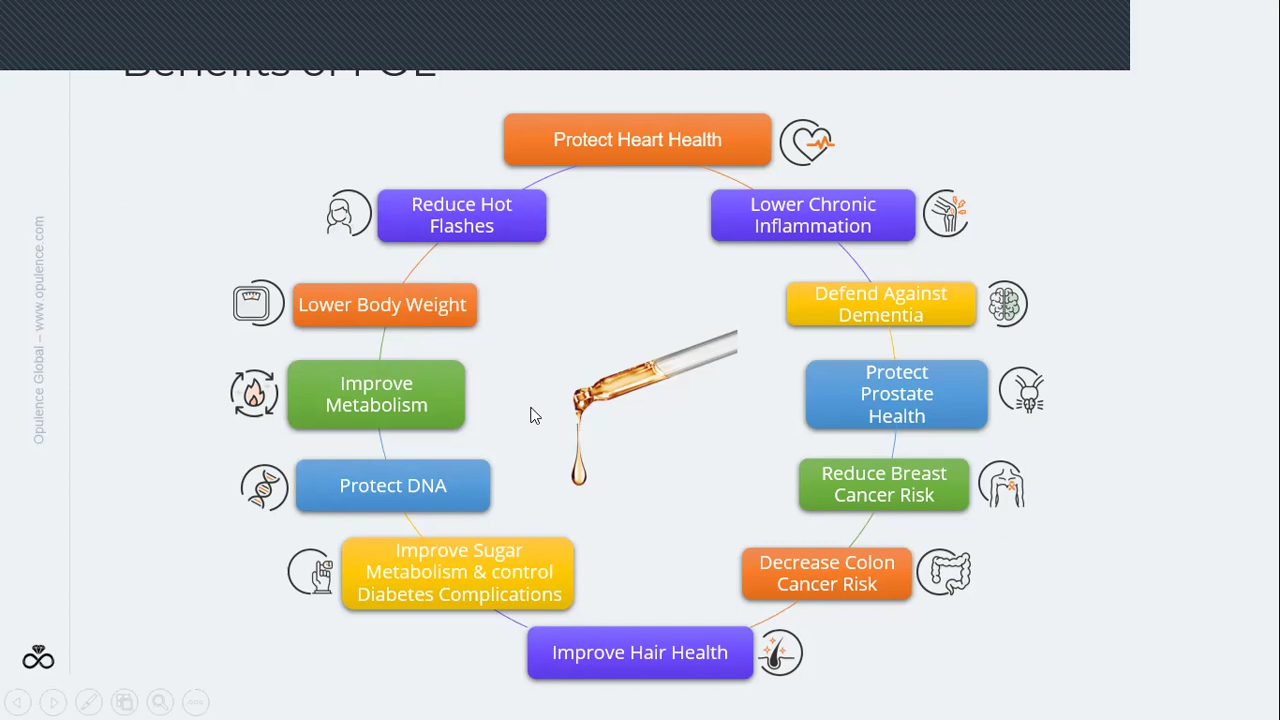 Benefits of
Protect Heart Health
Reduce Hot
Flashes
Lower Chronic
Inflammation
Lower Body Weight
Defend Against
Dementia
Improve
Metabolism
Protect
Prostate
Health
Protect DNA
Reduce Breast
Cancer Risk
Improve Sugar
Metabolism & control
Diabetes Complications
Decrease Colon
Cancer Risk
Improve Hair Health
Opulence Global – www.opulence.com